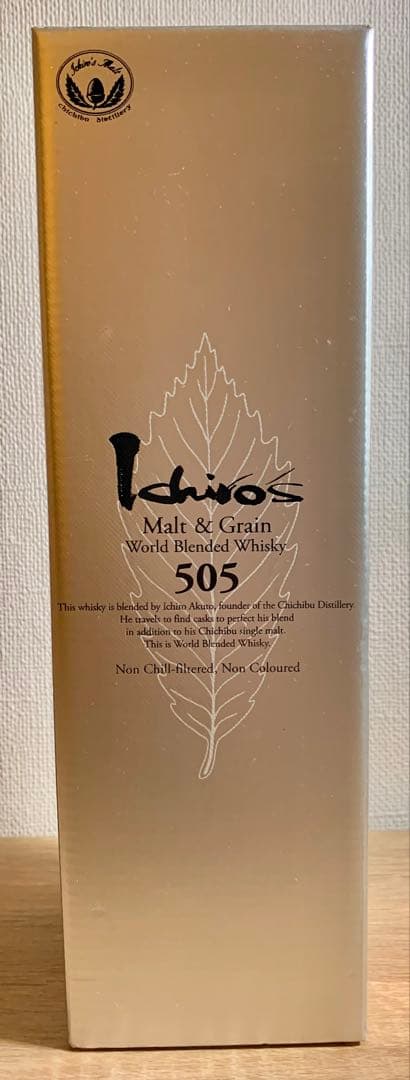 Ichiro's Malt
Chichibu Distillery
Ichiro's
Malt & Grain
World Blended Whisky
505
This whisky is blended by Ichiro Akuto, founder of the Chichibu Distillery.
He travels to find casks to perfect his blend
in addition to his Chichibu single malt.
This is World Blended Whisky.
Non Chill-filtered, Non Coloured